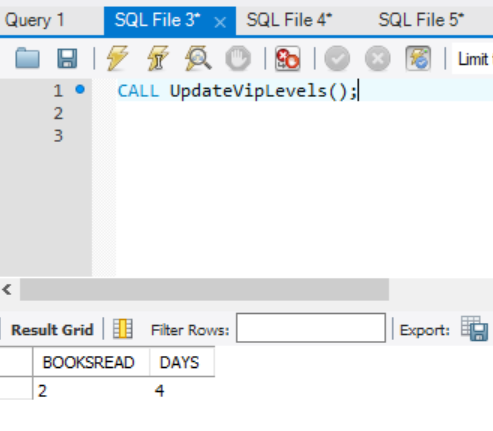 Query 1
SQL File 3*
SQL File 4*
SQL File 5*
Limit
1 CALL UpdateVipLevels();
2
3
Result Grid Filter Rows: Export:
BOOKSREAD DAYS
2 4